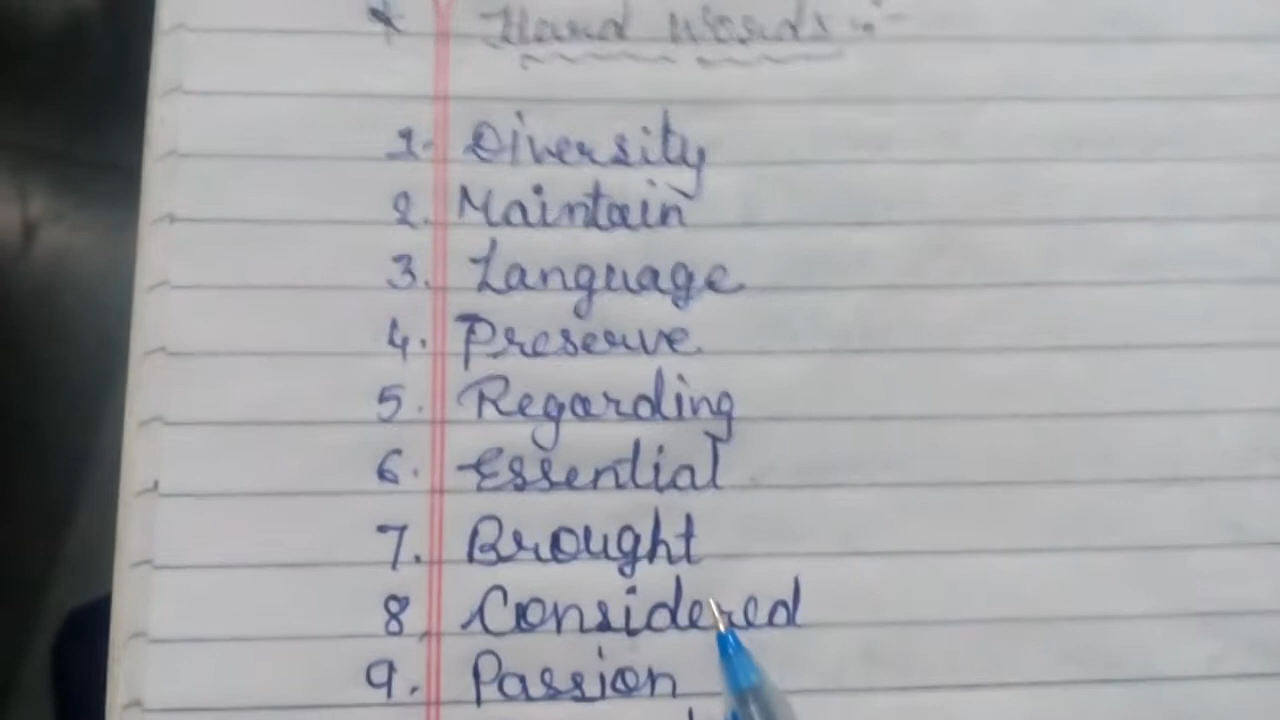 * Hard Words :-
1. Diversity
2. Maintain
3. Language
4. Preserve
5. Regarding
6. Essential
7. Brought
8. Considered
9. Passion